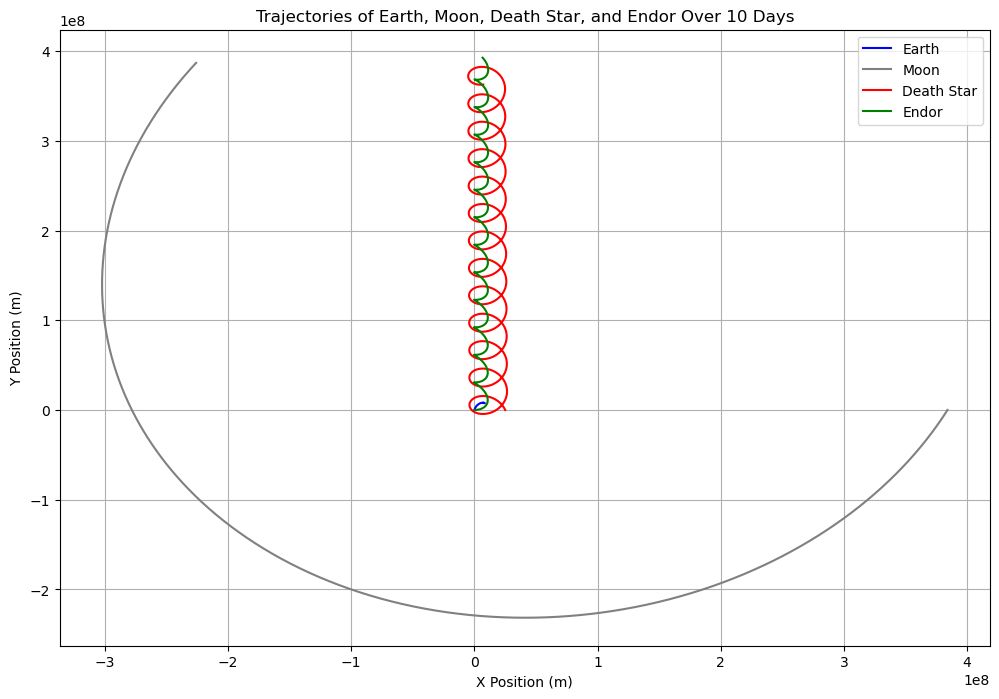 Trajectories of Earth, Moon, Death Star, and Endor Over 10 Days
1e8
Earth
Moon
Death Star
Endor
4
3
2
1
0
−1
−2
Y Position (m)
−3
−2
−1
0
1
2
3
4
1e8
X Position (m)